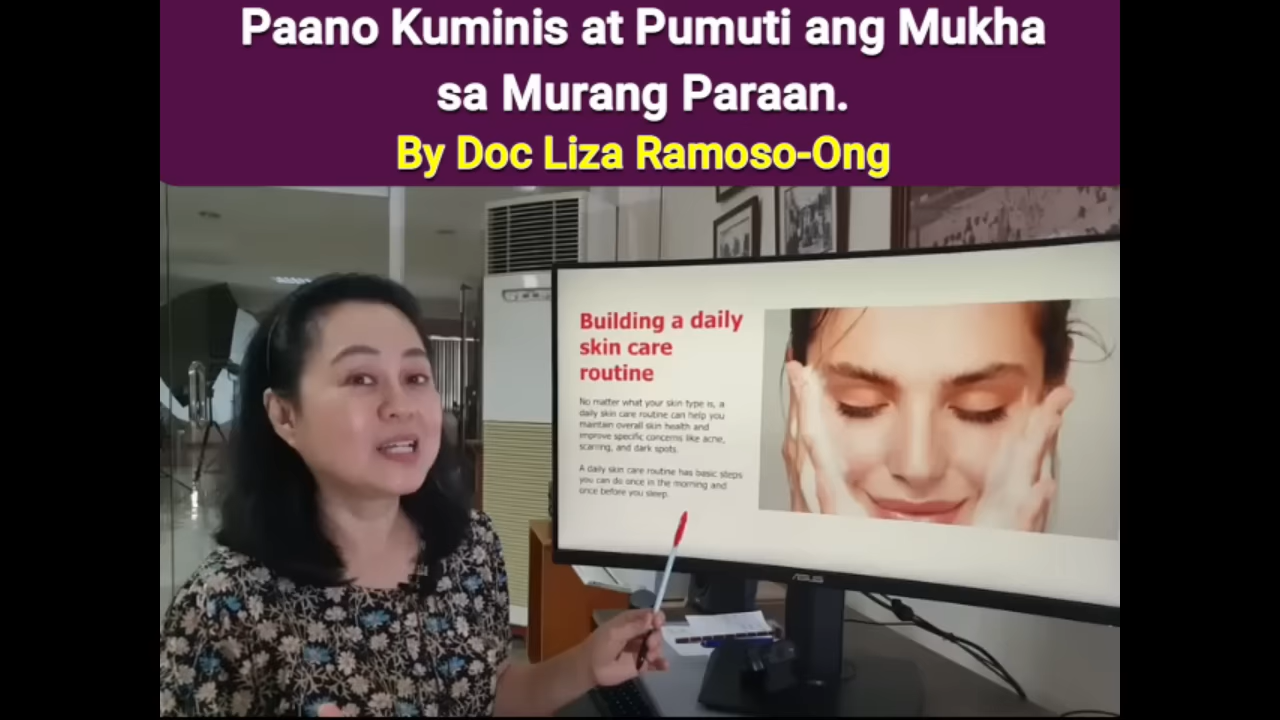 Paano Kuminis at Pumuti ang Mukha
sa Murang Paraan.
By Doc Liza Ramoso-Ong
Building a daily
skin care
routine
No matter what your skin type is, a
daily skin care routine can help you
maintain overall skin health and
improve specific concerns like acne,
scarring, and dark spots.
A daily skin care routine has basic steps
you can do once in the morning and
once before you sleep.
ASUS